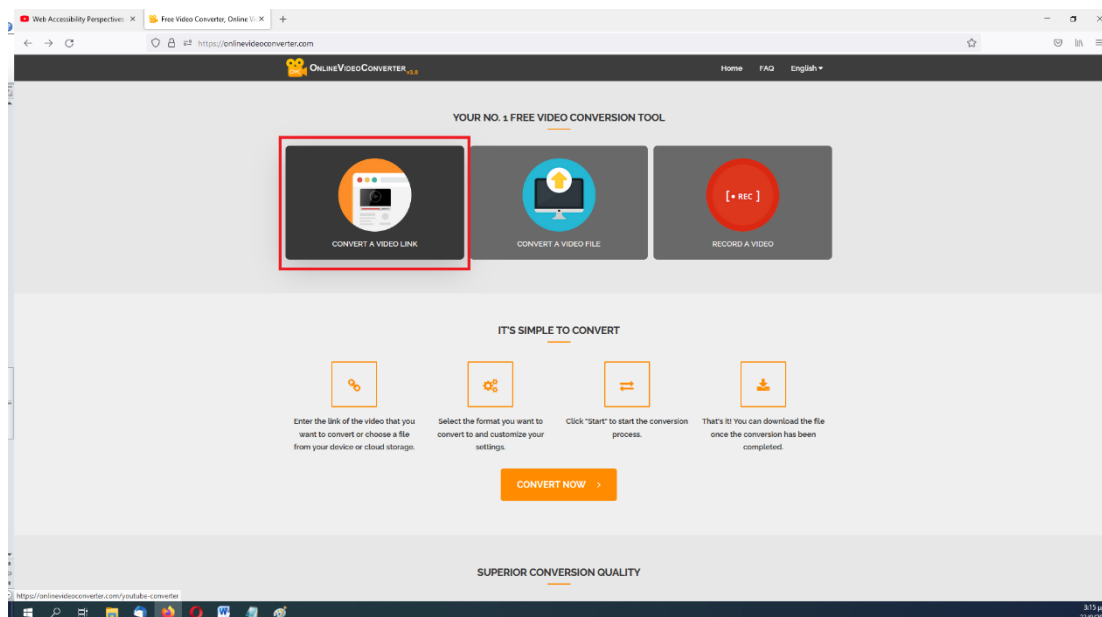 Web Accessibility Perspectives
Free Video Converter, Online Vi
https://onlinevideoconverter.com
OnlineVideoConverter v3.0
Home FAQ English
YOUR NO. 1 FREE VIDEO CONVERSION TOOL
CONVERT A VIDEO LINK
CONVERT A VIDEO FILE
[• REC ]
RECORD A VIDEO
IT'S SIMPLE TO CONVERT
Enter the link of the video that you
want to convert or choose a file
from your device or cloud storage.
Select the format you want to
convert to and customize your
settings.
Click "Start" to start the conversion
process.
That's it! You can download the file
once the conversion has been
completed.
CONVERT NOW >
SUPERIOR CONVERSION QUALITY
https://onlinevideoconverter.com/youtube-converter
3:15 μ